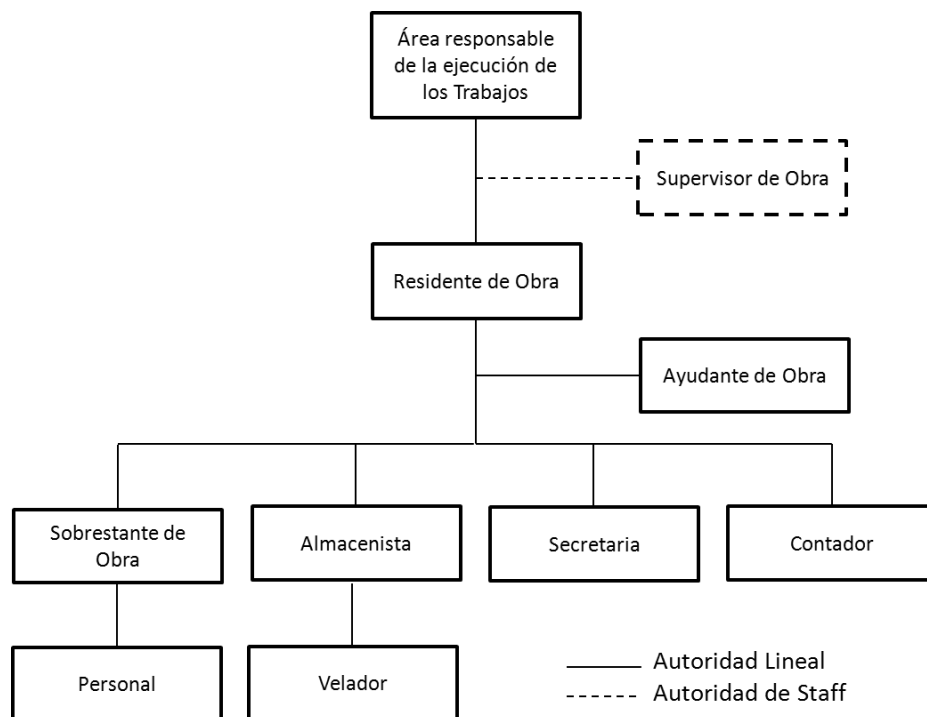 Área responsable
de la ejecución de
los Trabajos
Supervisor de Obra
Residente de Obra
Ayudante de Obra
Sobrestante de
Obra
Almacenista
Secretaria
Contador
Personal
Velador
Autoridad Lineal
Autoridad de Staff